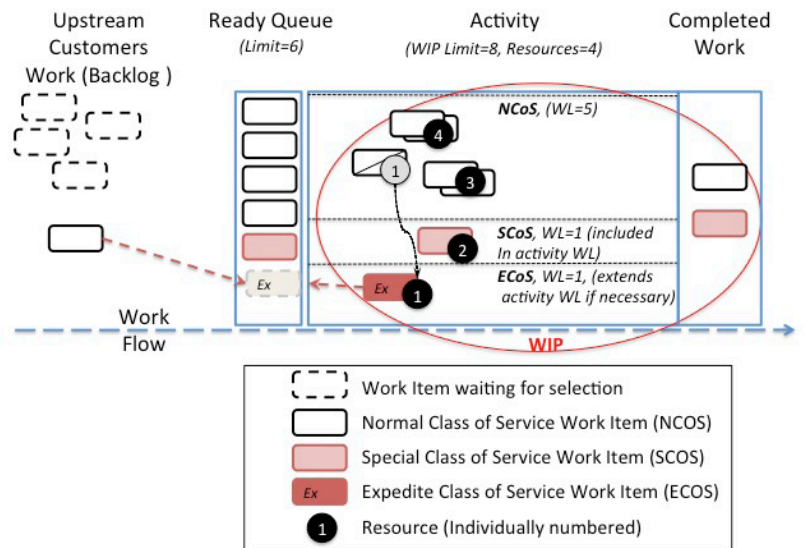 Upstream
Customers
Work (Backlog )
Ready Queue
(Limit=6)
Activity
(WIP Limit=8, Resources=4)
Completed
Work
NCoS, (WL=5)
4
1
3
SCoS, WL=1 (included
In activity WL)
2
ECoS, WL=1, (extends
activity WL if necessary)
Ex
Ex
1
Work
Flow
WIP
Work Item waiting for selection
Normal Class of Service Work Item (NCOS)
Special Class of Service Work Item (SCOS)
Ex
Expedite Class of Service Work Item (ECOS)
1
Resource (Individually numbered)